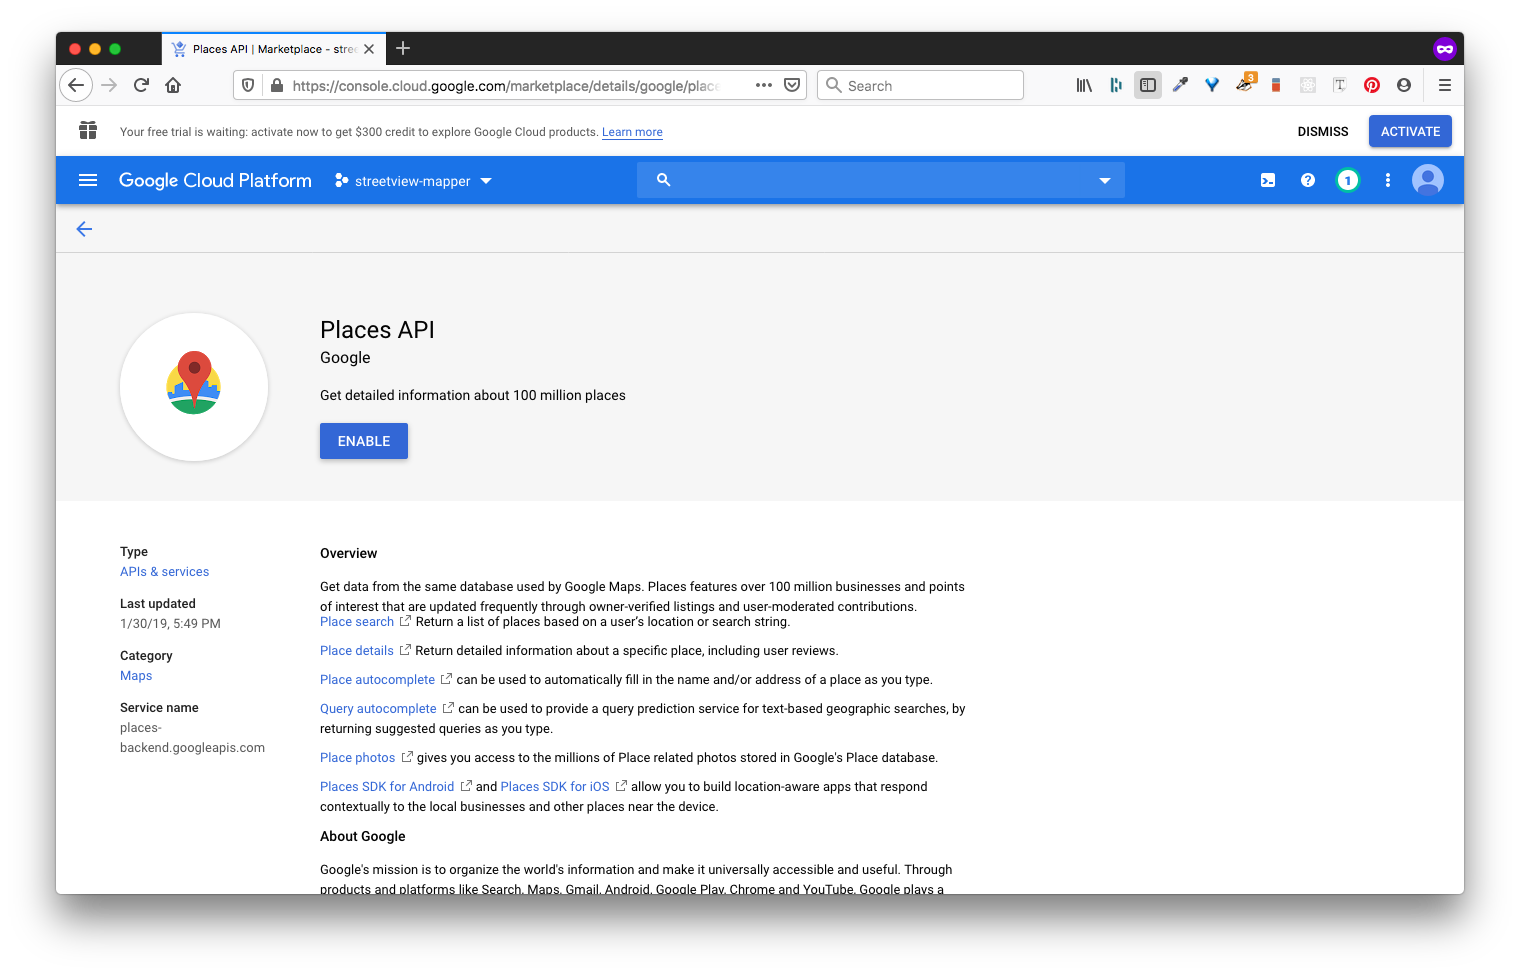 Places API | Marketplace - stree
https://console.cloud.google.com/marketplace/details/google/place
Search
3
Your free trial is waiting: activate now to get $300 credit to explore Google Cloud products. Learn more
DISMISS
ACTIVATE
Google Cloud Platform
streetview-mapper
1
Places API
Google
Get detailed information about 100 million places
ENABLE
Type
APIs & services
Last updated
1/30/19, 5:49 PM
Category
Maps
Service name
places-
backend.googleapis.com
Overview
Get data from the same database used by Google Maps. Places features over 100 million businesses and points
of interest that are updated frequently through owner-verified listings and user-moderated contributions.
Place search Return a list of places based on a user's location or search string.
Place details Return detailed information about a specific place, including user reviews.
Place autocomplete can be used to automatically fill in the name and/or address of a place as you type.
Query autocomplete can be used to provide a query prediction service for text-based geographic searches, by
returning suggested queries as you type.
Place photos gives you access to the millions of Place related photos stored in Google's Place database.
Places SDK for Android and Places SDK for iOS allow you to build location-aware apps that respond
contextually to the local businesses and other places near the device.
About Google
Google's mission is to organize the world's information and make it universally accessible and useful. Through
products and platforms like Search, Maps, Gmail, Android, Google Play, Chrome and YouTube, Google plays a